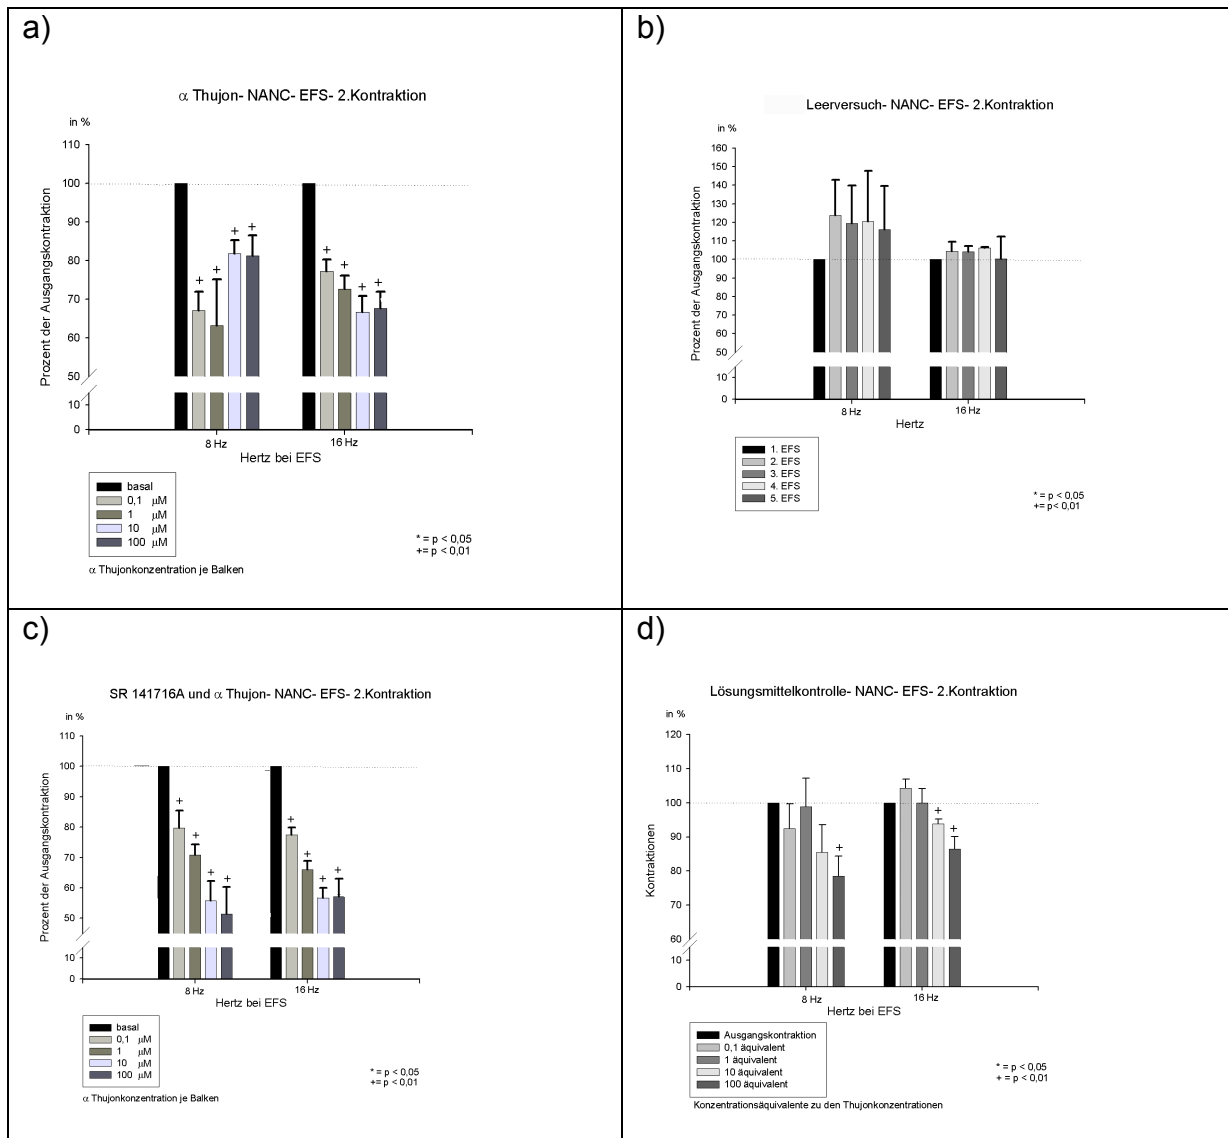 a)
α Thujon- NANC- EFS- 2.Kontraktion
in %
110
100
90
80
70
60
50
10
0
Prozent der Ausgangskontraktion
+ + + +
+ + + +
8 Hz 16 Hz
Hertz bei EFS
basal
0,1 μM
1 μM
10 μM
100 μM
* = p < 0,05
+= p < 0,01
α Thujonkonzentration je Balken
b)
Leerversuch- NANC- EFS- 2.Kontraktion
in %
160
150
140
130
120
110
100
90
80
70
60
50
10
0
Prozent der Ausgangskontraktion
8 Hz 16 Hz
Hertz
1. EFS
2. EFS
3. EFS
4. EFS
5. EFS
* = p < 0,05
+= p < 0,01
c)
SR 141716A und α Thujon- NANC- EFS- 2.Kontraktion
in %
110
100
90
80
70
60
50
10
0
Prozent der Ausgangskontraktion
+ + + +
+ + + +
8 Hz 16 Hz
Hertz bei EFS
basal
0,1 μM
1 μM
10 μM
100 μM
* = p < 0,05
+= p < 0,01
α Thujonkonzentration je Balken
d)
Lösungsmittelkontrolle- NANC- EFS- 2.Kontraktion
in %
120
110
100
90
80
70
60
10
0
Kontraktionen
+
+ +
8 Hz 16 Hz
Hertz bei EFS
Ausgangskontraktion
0,1 äquivalent
1 äquivalent
10 äquivalent
100 äquivalent
* = p < 0,05
+ = p < 0,01
Konzentrationsäquivalente zu den Thujonkonzentrationen